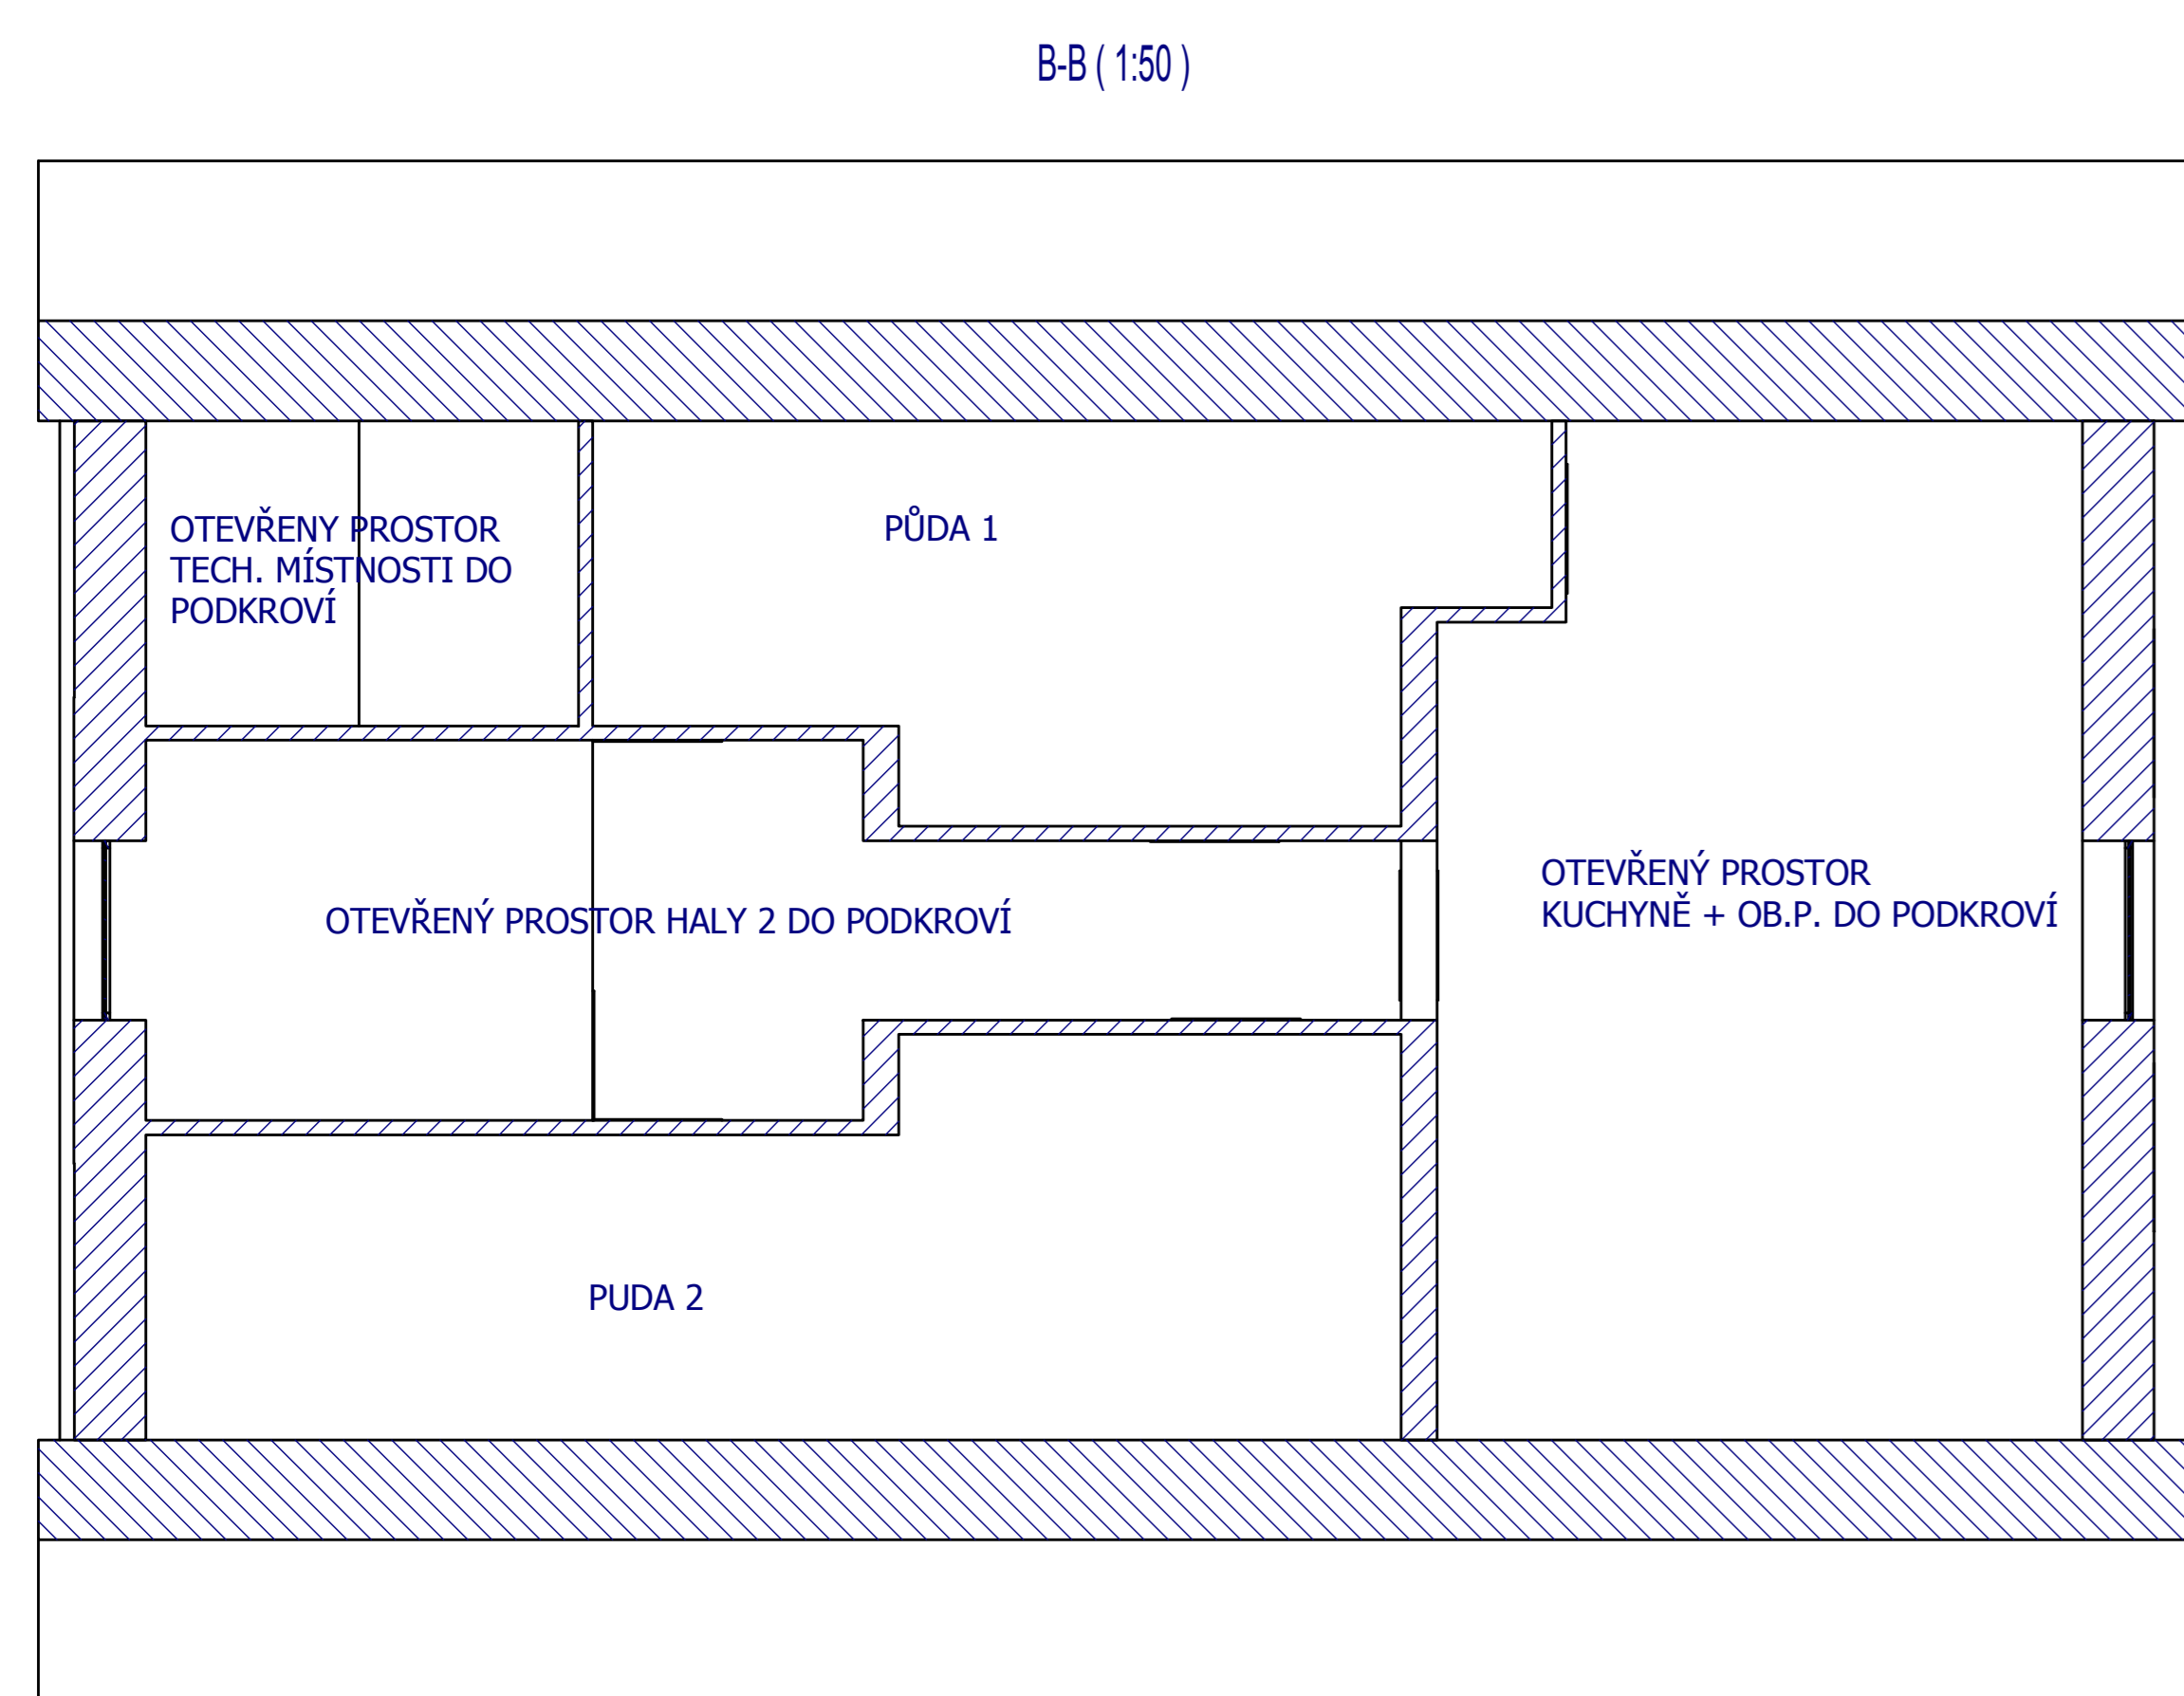 B-B ( 1:50 )
OTEVŘENY PROSTOR
TECH. MÍSTNOSTI DO
PODKROVÍ
PŮDA 1
OTEVŘENÝ PROSTOR HALY 2 DO PODKROVÍ
OTEVŘENÝ PROSTOR
KUCHYNĚ + OB.P. DO PODKROVÍ
PUDA 2